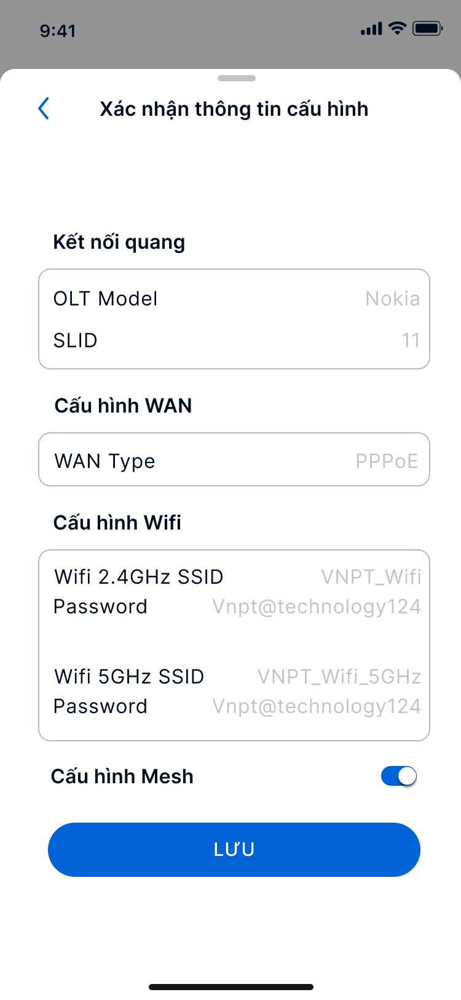 9:41
Xác nhận thông tin cấu hình
Kết nối quang
OLT Model Nokia
SLID 11
Cấu hình WAN
WAN Type PPPoE
Cấu hình Wifi
Wifi 2.4GHz SSID VNPT_Wifi
Password Vnpt@technology124
Wifi 5GHz SSID VNPT_Wifi_5GHz
Password Vnpt@technology124
Cấu hình Mesh
LƯU